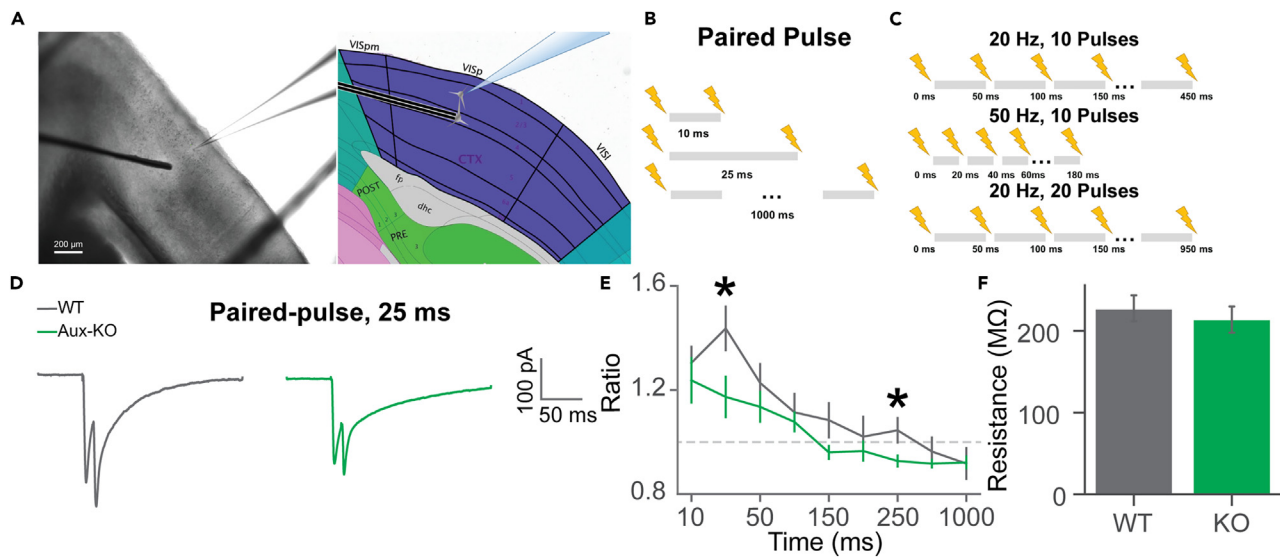 A
200 µm
VISpm
VISp
VISl
CTX
fp
dhc
POST
PRE
1
2
3
3
B
Paired Pulse
10 ms
25 ms
...
1000 ms
C
20 Hz, 10 Pulses
...
0 ms 50 ms 100 ms 150 ms 450 ms
50 Hz, 10 Pulses
...
0 ms 20 ms 40 ms 60ms 180 ms
20 Hz, 20 Pulses
...
0 ms 50 ms 100 ms 150 ms 950 ms
D
WT
Aux-KO
Paired-pulse, 25 ms
100 pA
50 ms
E
Ratio
1.6
1.2
0.8
*
*
10 50 150 250 1000
Time (ms)
F
Resistance (MΩ)
200
100
0
WT KO